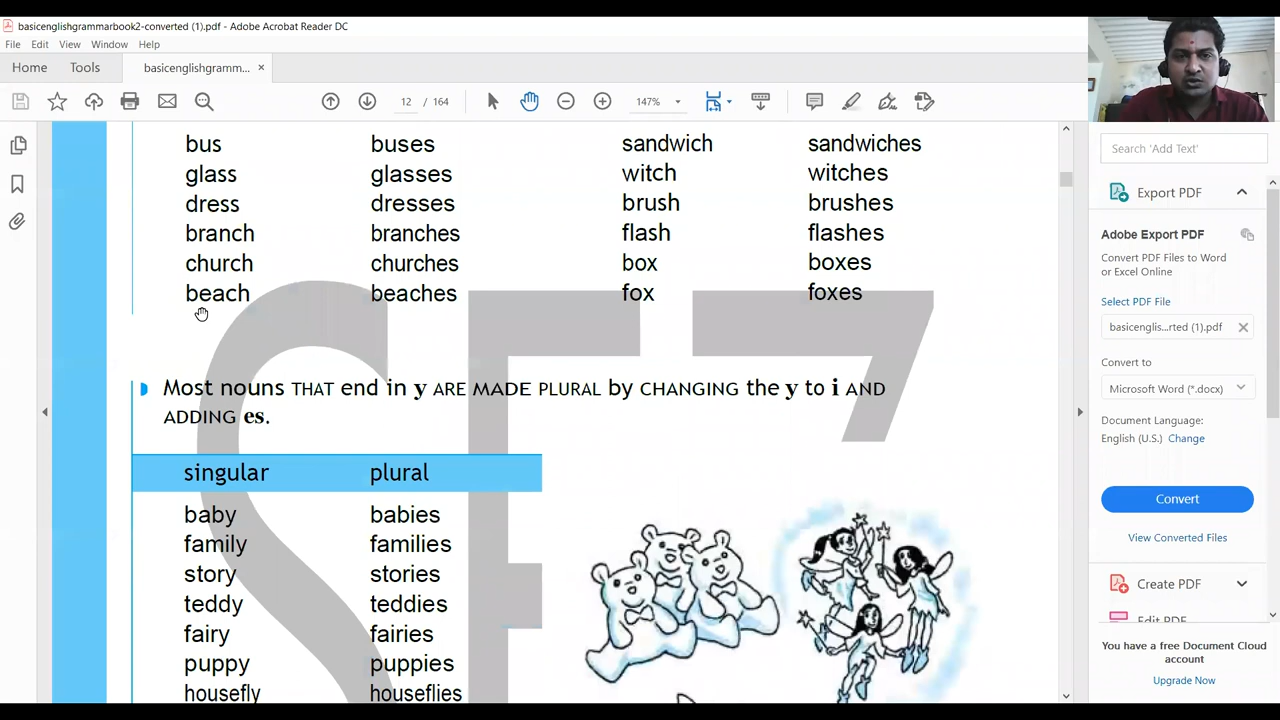 basicenglishgrammarbook2-converted (1).pdf - Adobe Acrobat Reader DC
File Edit View Window Help
Home Tools basicenglishgramm... ×
12 / 164 147%
bus buses sandwich sandwiches
glass glasses witch witches
dress dresses brush brushes
branch branches flash flashes
church churches box boxes
beach beaches fox foxes
Most nouns THAT end in y ARE MADE PLURAL by CHANGING the y to i AND
ADDING es.
singular plural
baby babies
family families
story stories
teddy teddies
fairy fairies
puppy puppies
housefly houseflies
Search 'Add Text'
Export PDF
Adobe Export PDF
Convert PDF Files to Word
or Excel Online
Select PDF File
basicenglis...rted (1).pdf
Convert to
Microsoft Word (*.docx)
Document Language:
English (U.S.) Change
Convert
View Converted Files
Create PDF
Edit PDF
You have a free Document Cloud
account
Upgrade Now